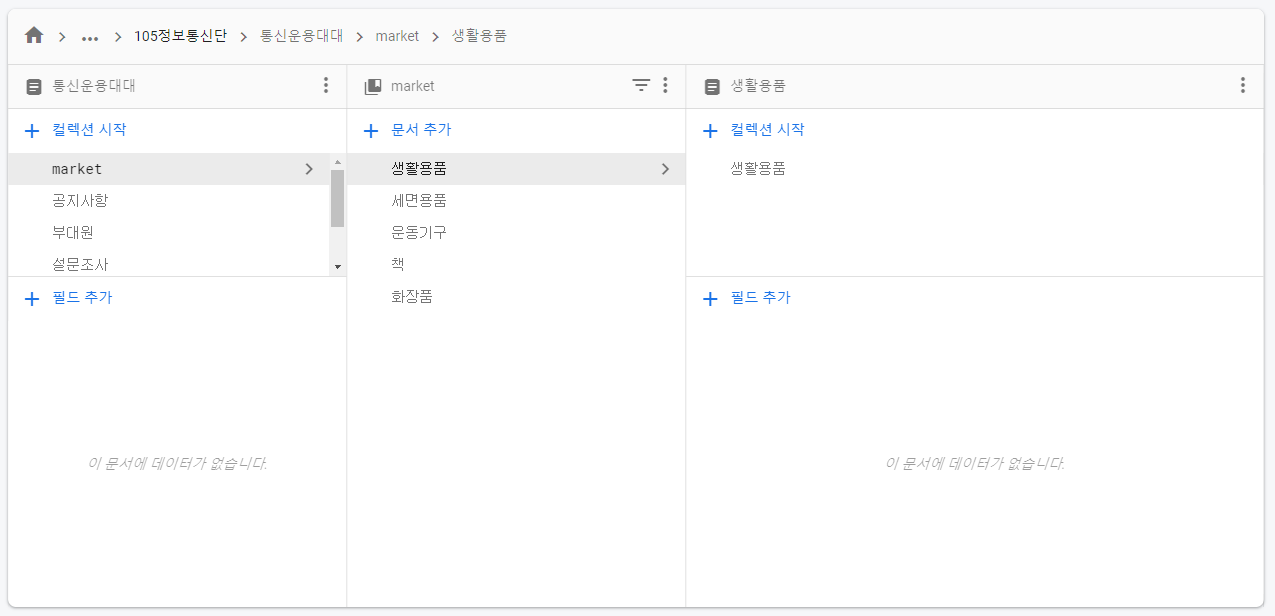 … 105정보통신단 통신운용대대 market 생활용품
통신운용대대
컬렉션 시작
market
공지사항
부대원
설문조사
필드 추가
이 문서에 데이터가 없습니다.
market
문서 추가
생활용품
세면용품
운동기구
책
화장품
생활용품
컬렉션 시작
생활용품
필드 추가
이 문서에 데이터가 없습니다.